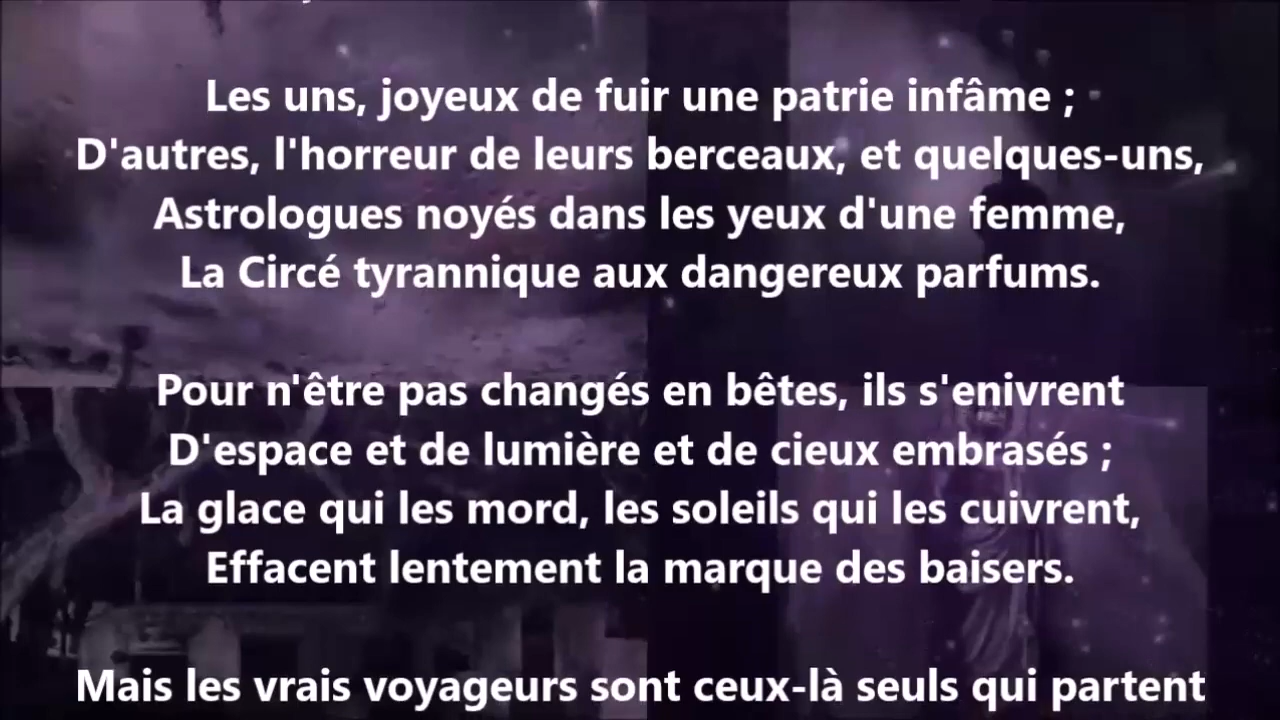 Les uns, joyeux de fuir une patrie infâme ;
D'autres, l'horreur de leurs berceaux, et quelques-uns,
Astrologues noyés dans les yeux d'une femme,
La Circé tyrannique aux dangereux parfums.
Pour n'être pas changés en bêtes, ils s'enivrent
D'espace et de lumière et de cieux embrasés ;
La glace qui les mord, les soleils qui les cuivrent,
Effacent lentement la marque des baisers.
Mais les vrais voyageurs sont ceux-là seuls qui partent